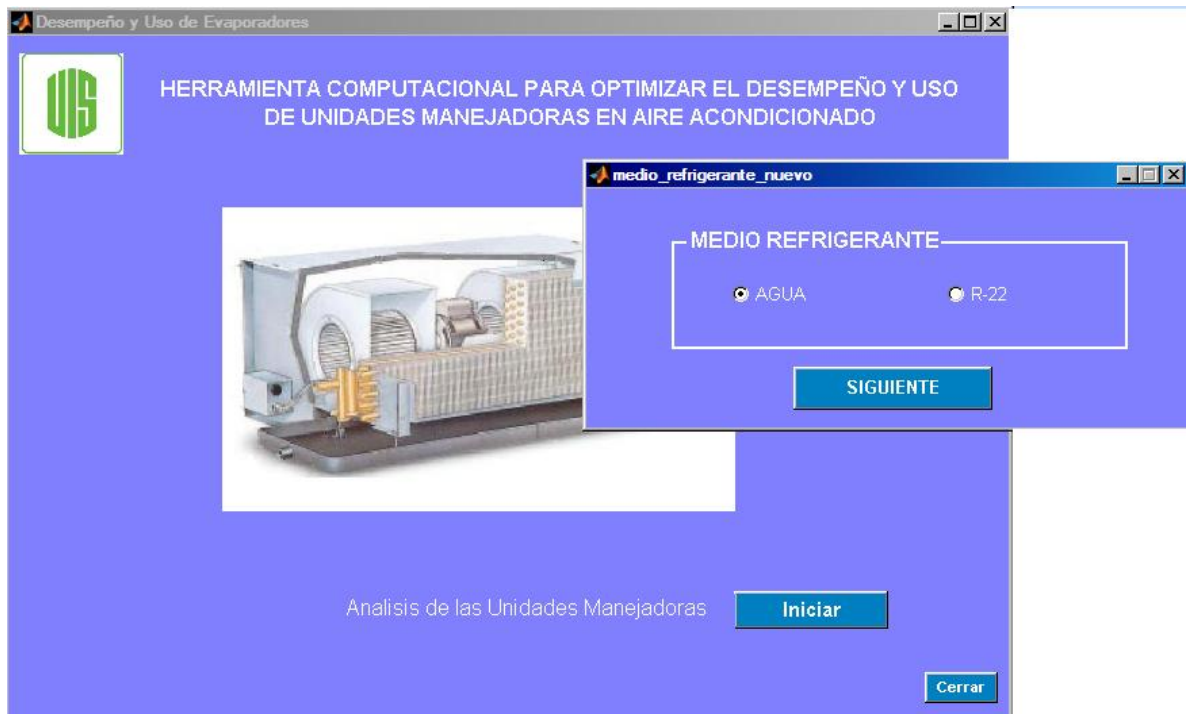 Desempeño y Uso de Evaporadores
UIS
HERRAMIENTA COMPUTACIONAL PARA OPTIMIZAR EL DESEMPEÑO Y USO
DE UNIDADES MANEJADORAS EN AIRE ACONDICIONADO
medio_refrigerante_nuevo
MEDIO REFRIGERANTE
AGUA R-22
SIGUIENTE
Analisis de las Unidades Manejadoras Iniciar
Cerrar